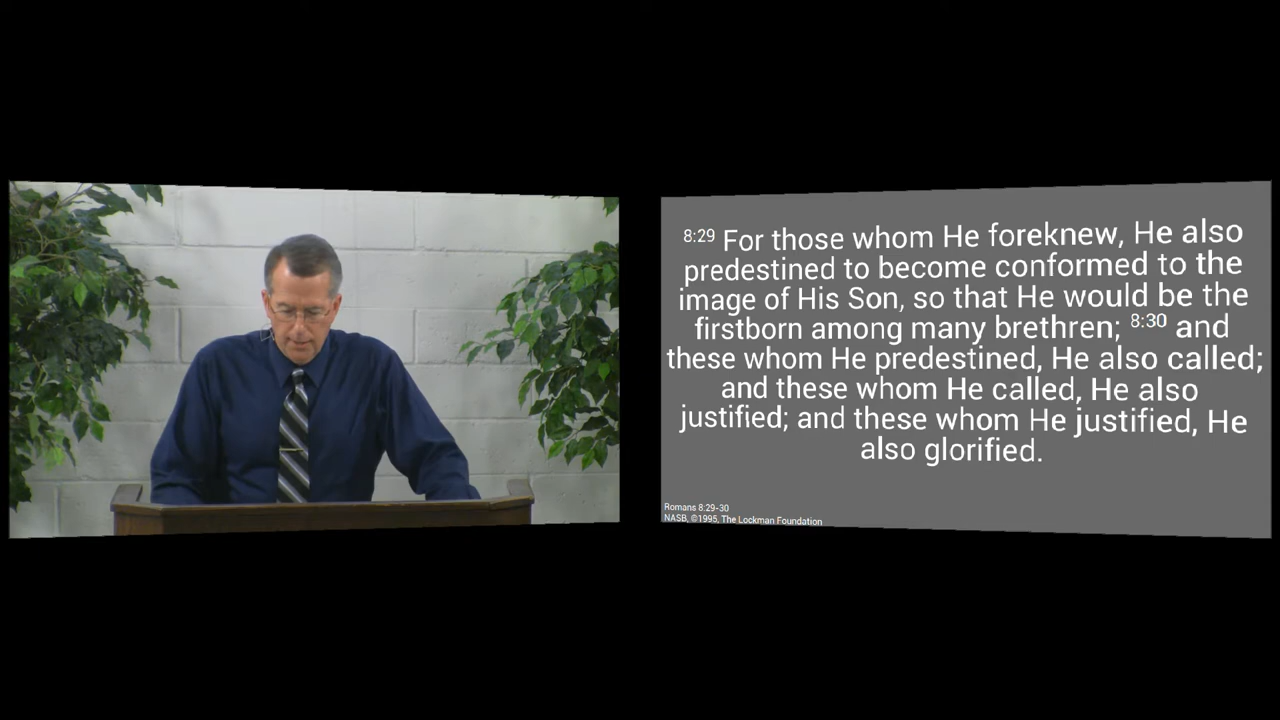 8:29 For those whom He foreknew, He also
predestined to become conformed to the
image of His Son, so that He would be the
firstborn among many brethren; 8:30 and
these whom He predestined, He also called;
and these whom He called, He also
justified; and these whom He justified, He
also glorified.
Romans 8:29-30
NASB, ©1995, The Lockman Foundation